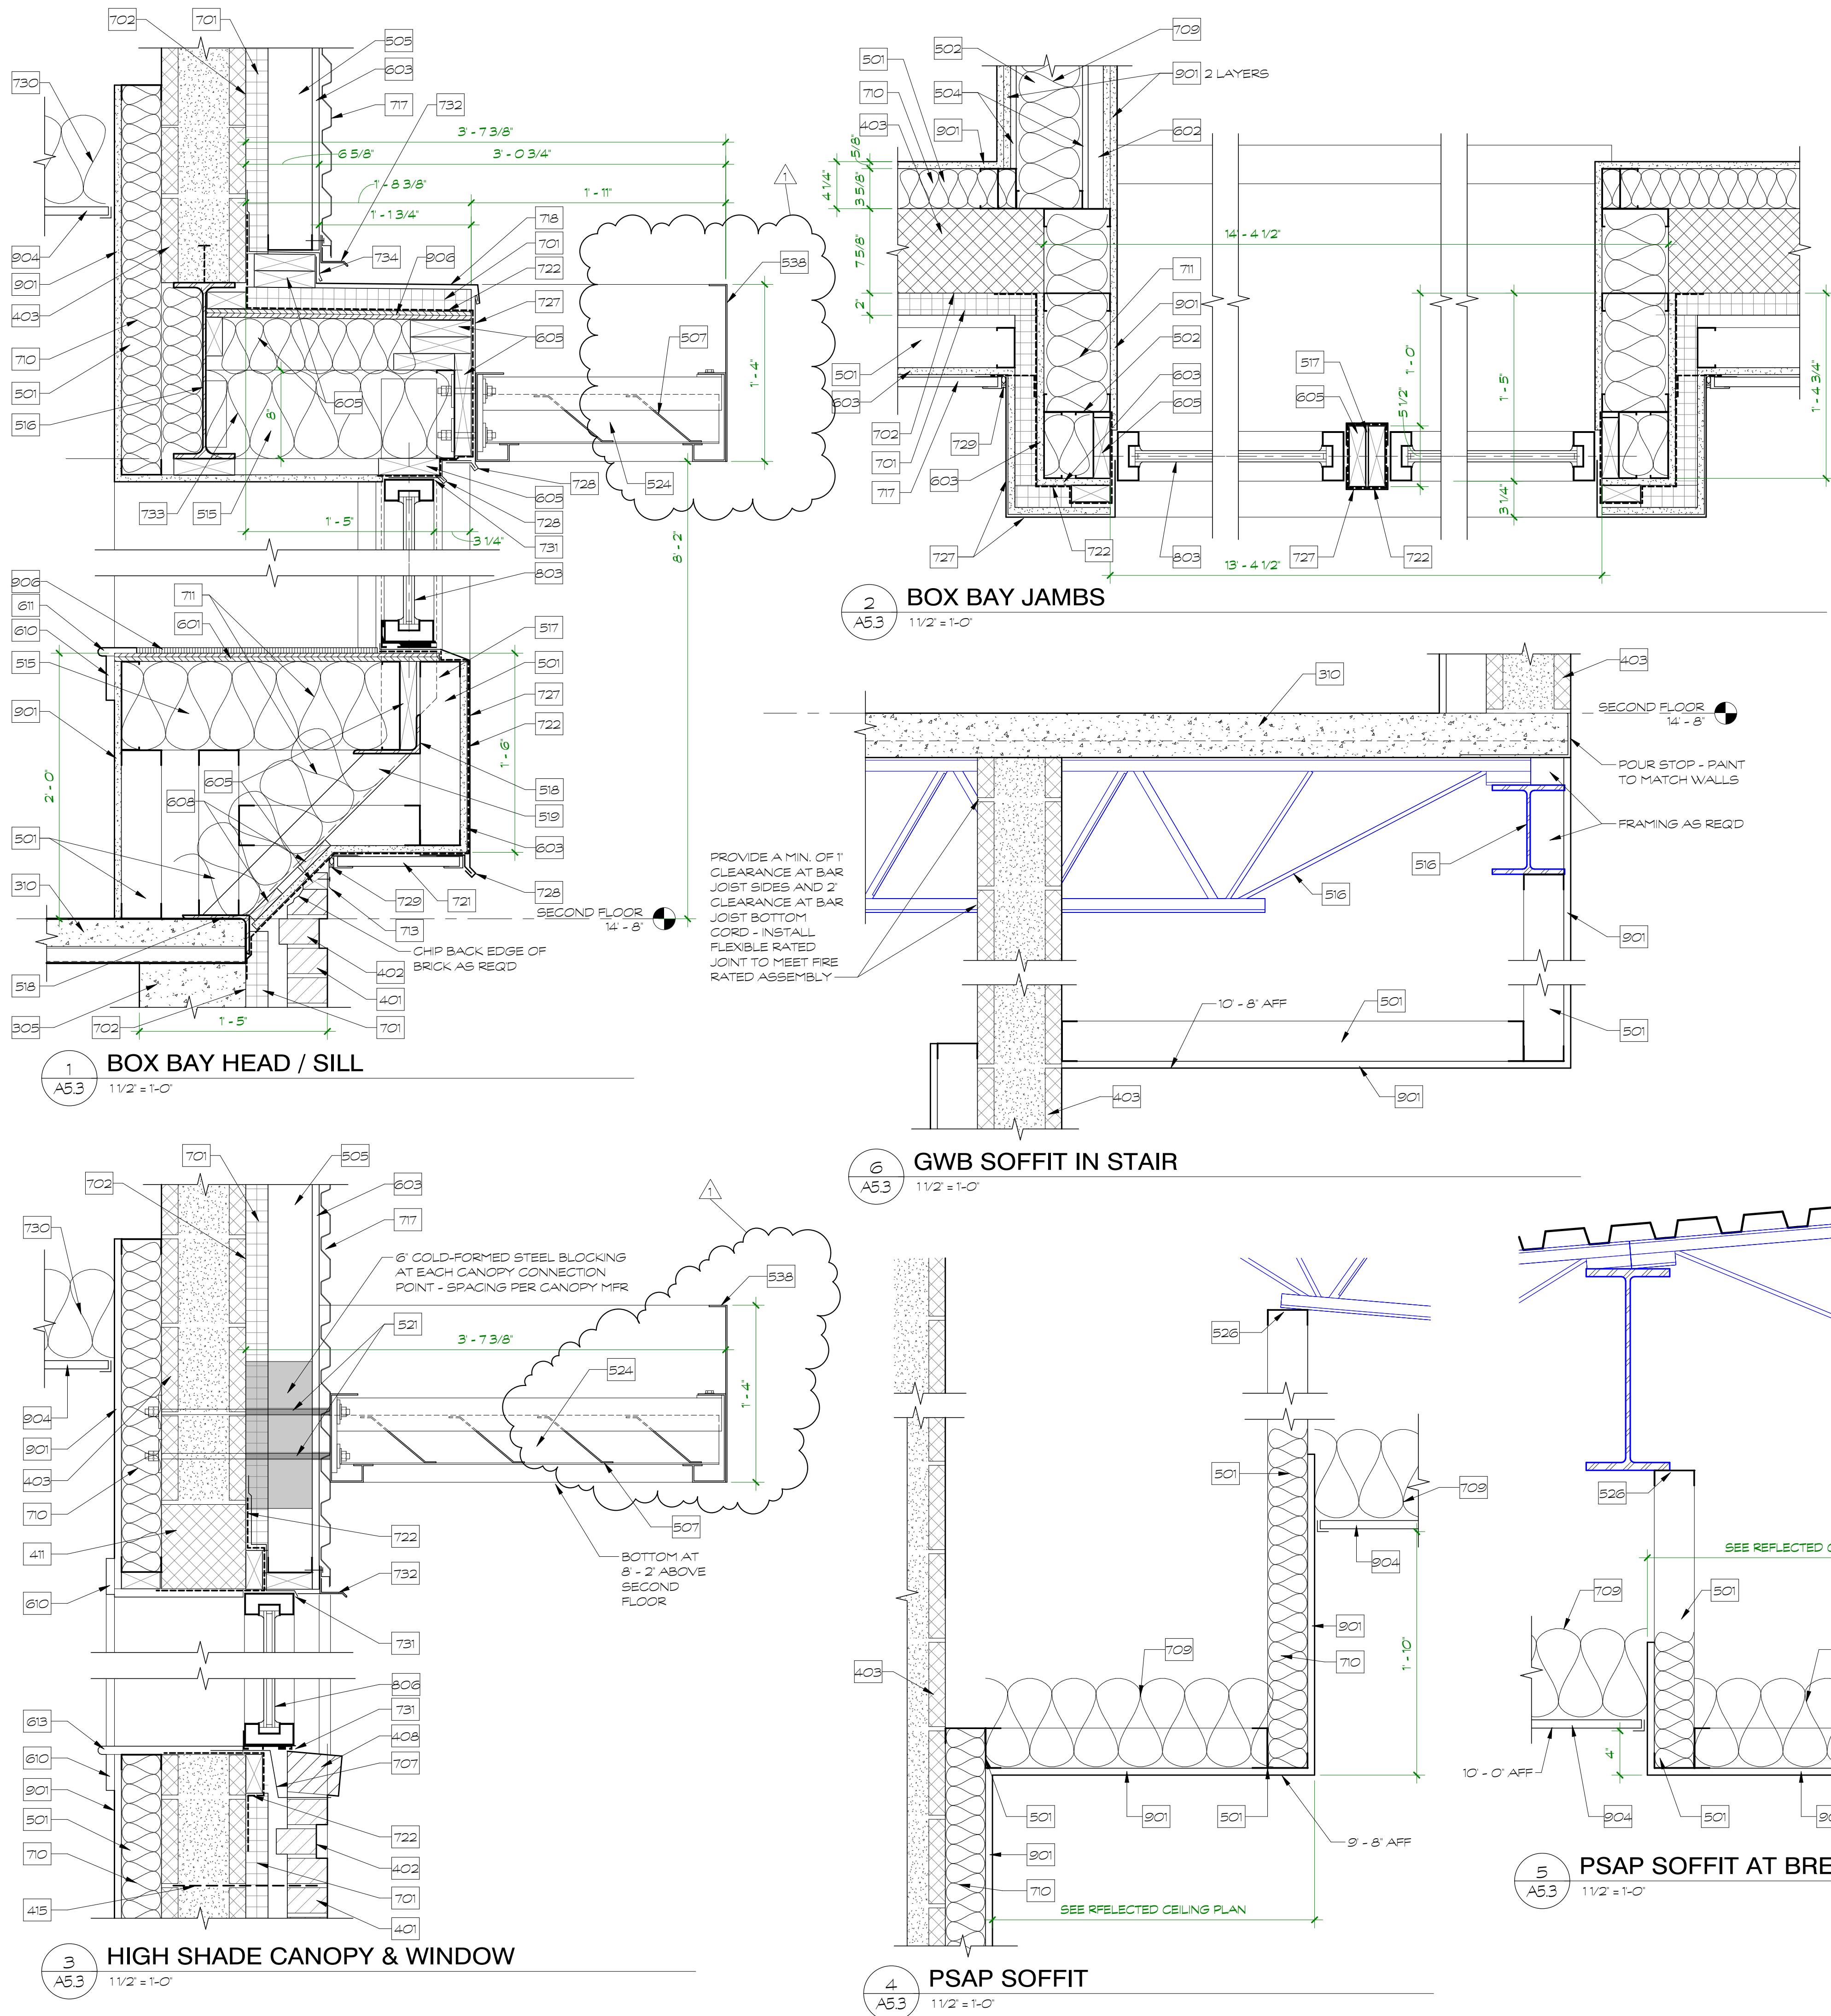 702
701
505
603
717
732
730
3' - 7 3/8"
6 5/8"
3' - 0 3/4"
1' - 8 3/8"
1' - 11"
1' - 1 3/4"
1
718
701
722
734
906
538
727
605
507
1' - 4"
904
901
403
710
501
516
605
8"
733
515
524
728
605
728
731
803
1' - 5"
3 1/4"
8' - 2"
906
611
610
515
901
711
601
517
501
727
722
1' - 6"
2' - 0"
605
608
518
519
603
501
310
728
729
721
713
SECOND FLOOR
14' - 8"
CHIP BACK EDGE OF
BRICK AS REQ'D
402
401
701
518
305
702
1' - 5"
1
A5.3
BOX BAY HEAD / SILL
1 1/2" = 1'-0"
709
502
501
901 2 LAYERS
710
504
403
901
602
5/8"
4 1/4"
3 5/8"
7 5/8"
2"
14' - 4 1/2"
711
901
502
517
603
605
605
501
603
702
729
701
603
717
1' - 0"
5 1/2"
1' - 5"
3 1/4"
1' - 4 3/4"
727
722
803
727
722
13' - 4 1/2"
2
A5.3
BOX BAY JAMBS
1 1/2" = 1'-0"
310
403
SECOND FLOOR
14' - 8"
POUR STOP - PAINT
TO MATCH WALLS
FRAMING AS REQ'D
516
516
901
PROVIDE A MIN. OF 1"
CLEARANCE AT BAR
JOIST SIDES AND 2"
CLEARANCE AT BAR
JOIST BOTTOM
CORD - INSTALL
FLEXIBLE RATED
JOINT TO MEET FIRE
RATED ASSEMBLY
10' - 8" AFF
501
501
403
901
6
A5.3
GWB SOFFIT IN STAIR
1 1/2" = 1'-0"
701
505
702
603
730
717
6" COLD-FORMED STEEL BLOCKING
AT EACH CANOPY CONNECTION
POINT - SPACING PER CANOPY MFR
1
538
521
3' - 7 3/8"
524
1' - 4"
904
901
403
710
411
722
507
BOTTOM AT
8' - 2" ABOVE
SECOND
FLOOR
732
610
731
806
731
613
408
610
707
901
501
722
710
402
415
701
401
3
A5.3
HIGH SHADE CANOPY & WINDOW
1 1/2" = 1'-0"
526
501
709
904
901
709
710
1' - 10"
403
501
901
501
901
9' - 8" AFF
710
SEE RFELECTED CEILING PLAN
4
A5.3
PSAP SOFFIT
1 1/2" = 1'-0"
526
SEE REFLECTED
709
501
4"
10' - 0" AFF
904
501
5
A5.3
PSAP SOFFIT AT BRE
1 1/2" = 1'-0"